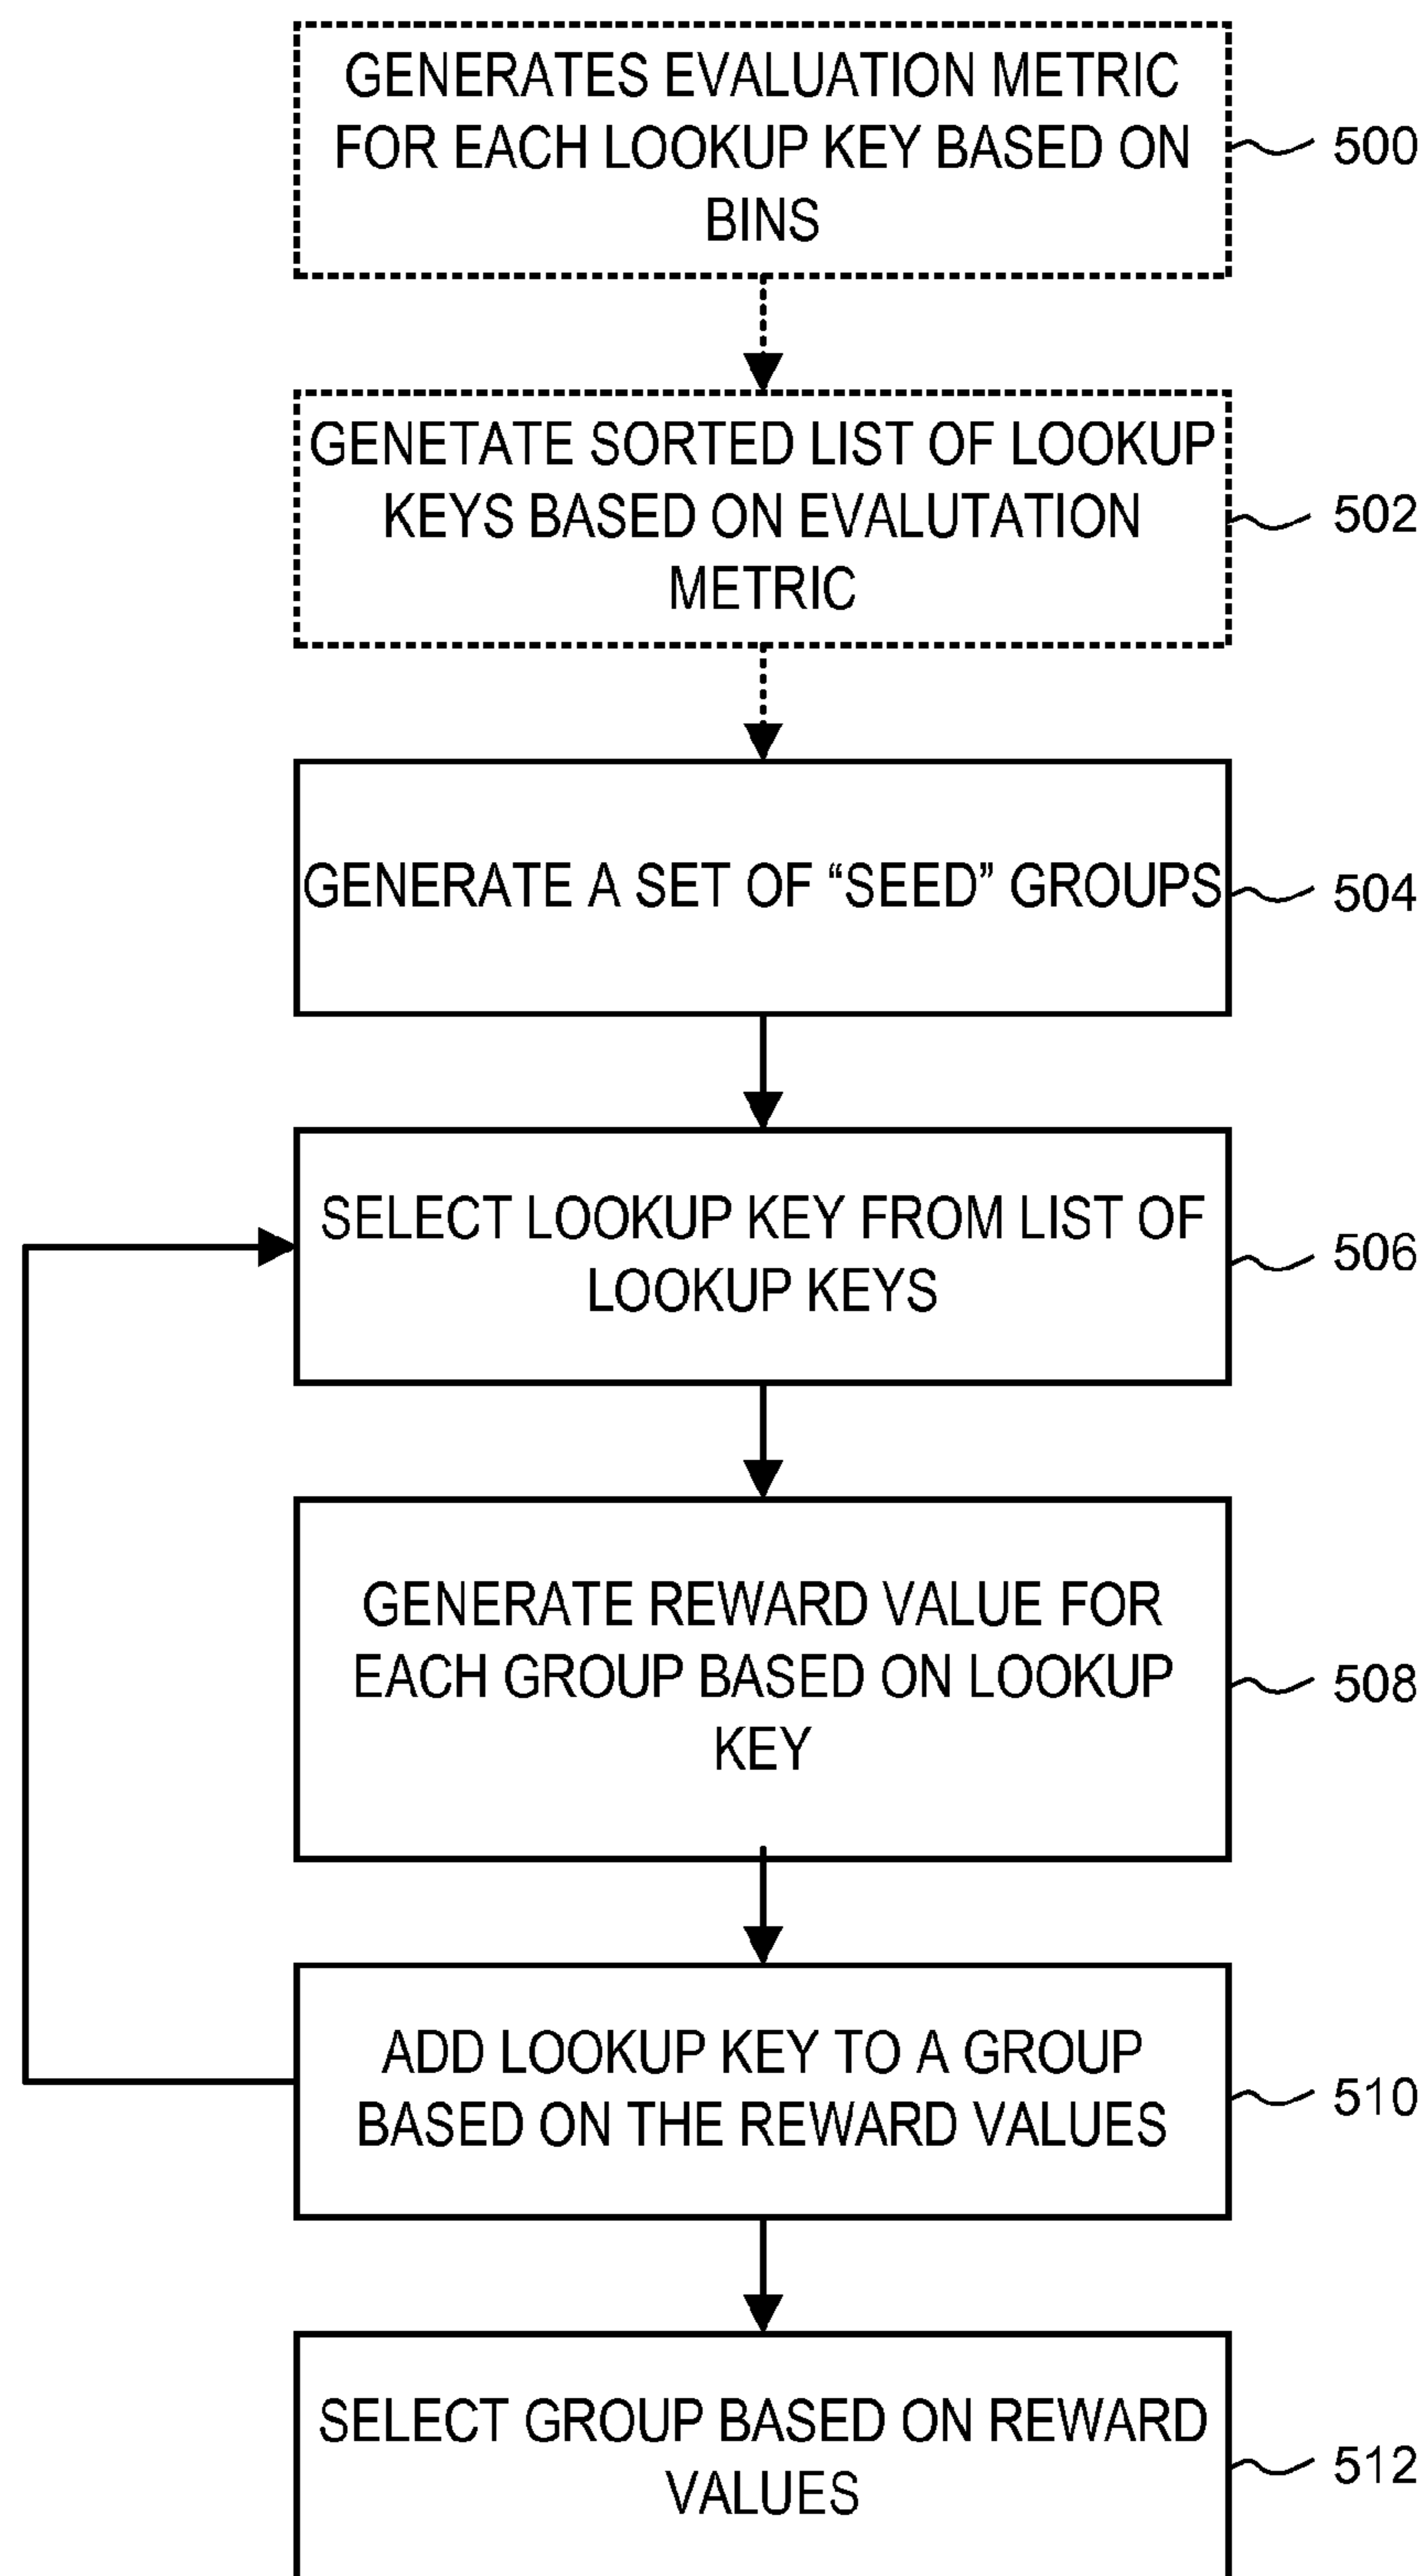 GENERATES EVALUATION METRIC
FOR EACH LOOKUP KEY BASED ON
BINS
500
GENETATE SORTED LIST OF LOOKUP
KEYS BASED ON EVALUTATION
METRIC
502
GENERATE A SET OF “SEED” GROUPS
504
SELECT LOOKUP KEY FROM LIST OF
LOOKUP KEYS
506
GENERATE REWARD VALUE FOR
EACH GROUP BASED ON LOOKUP
KEY
508
ADD LOOKUP KEY TO A GROUP
BASED ON THE REWARD VALUES
510
SELECT GROUP BASED ON REWARD
VALUES
512